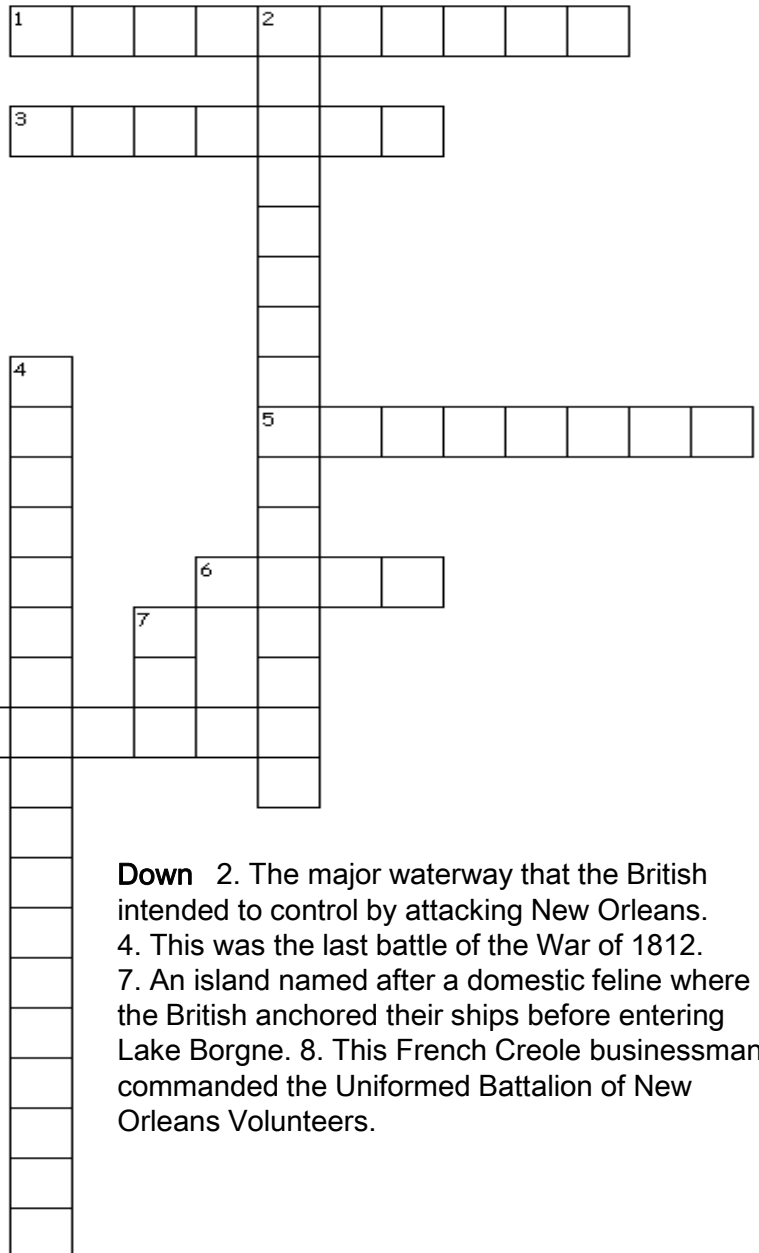 1
2
3
4
5
6
7
Down 2. The major waterway that the British
intended to control by attacking New Orleans.
4. This was the last battle of the War of 1812.
7. An island named after a domestic feline where
the British anchored their ships before entering
Lake Borgne. 8. This French Creole businessman
commanded the Uniformed Battalion of New
Orleans Volunteers.